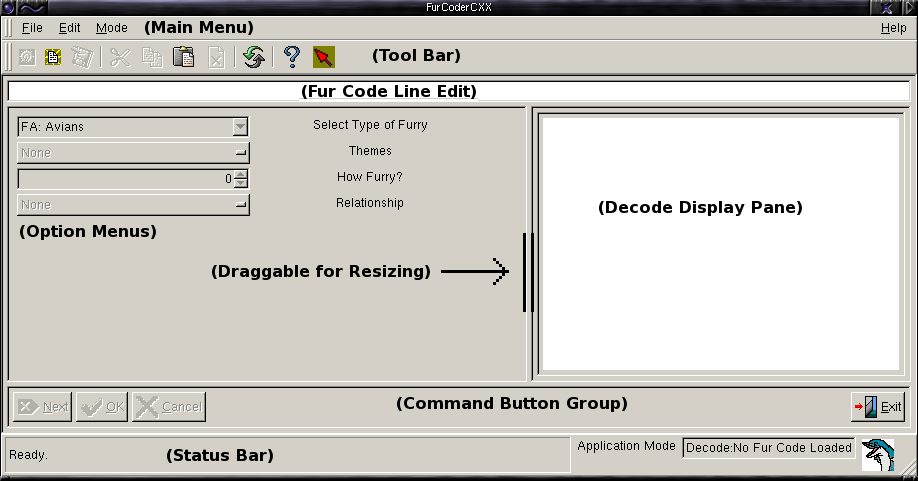 FurCoderCXX
File Edit Mode (Main Menu) Help
(Tool Bar)
(Fur Code Line Edit)
FA: Avians Select Type of Furry
None Themes
0 How Furry?
None Relationship
(Decode Display Pane)
(Option Menus)
(Draggable for Resizing)
Next OK Cancel (Command Button Group) Exit
Ready. (Status Bar) Application Mode Decode:No Fur Code Loaded